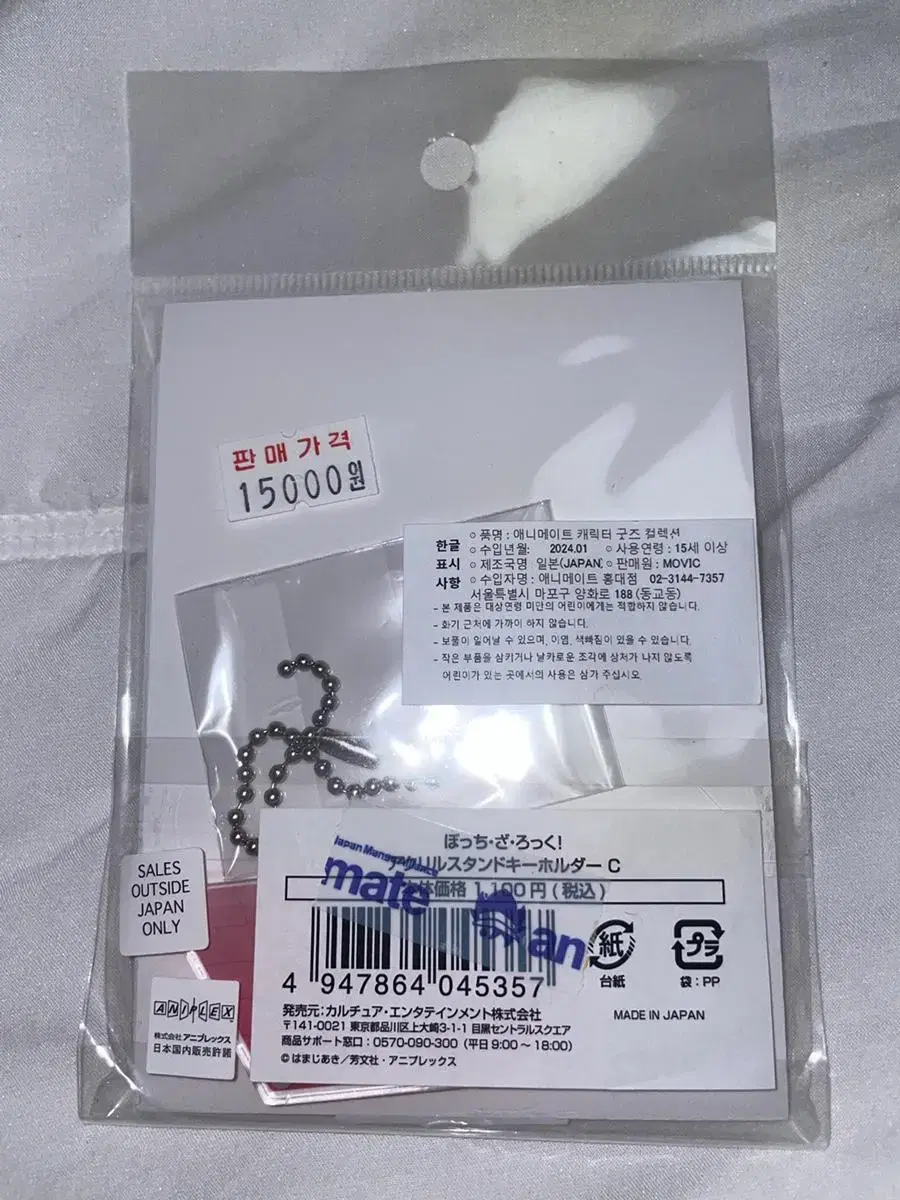 판매가격
15000원
한글
표시
사항
○ 품명 : 애니메이트 캐릭터 굿즈 컬렉션
○ 수입년월: 2024.01 ○ 사용연령 : 15세 이상
○ 제조국명 일본(JAPAN) ○ 판매원 : MOVIC
○ 수입자명 : 애니메이트 홍대점 02-3144-7357
서울특별시 마포구 양화로 188 (동교동)
- 본 제품은 대상연령 미만의 어린이에게는 적합하지 않습니다.
- 화기 근처에 가까이 하지 않습니다.
- 보풀이 일어날 수 있으며, 이염, 색빠짐이 있을 수 있습니다.
- 작은 부품을 삼키거나 날카로운 조각에 상처가 나지 않도록
어린이가 있는 곳에서의 사용은 삼가 주십시오.
SALES
OUTSIDE
JAPAN
ONLY
ANIPLEX
株式会社アニプレックス
日本国内販売許諾
ぼっち・ざ・ろっく!
リルスタンドキーホルダー C
体価格 1,100円 (税込)
Japan Manga
mate
an
4 947864 045357
紙
台紙
プラ
袋:PP
MADE IN JAPAN
発売元:カルチュア・エンタテインメント株式会社
〒141-0021 東京都品川区上大崎3-1-1 目黒セントラルスクエア
商品サポート窓口:0570-090-300 (平日9:00~18:00)
©はまじあき/芳文社・アニプレックス